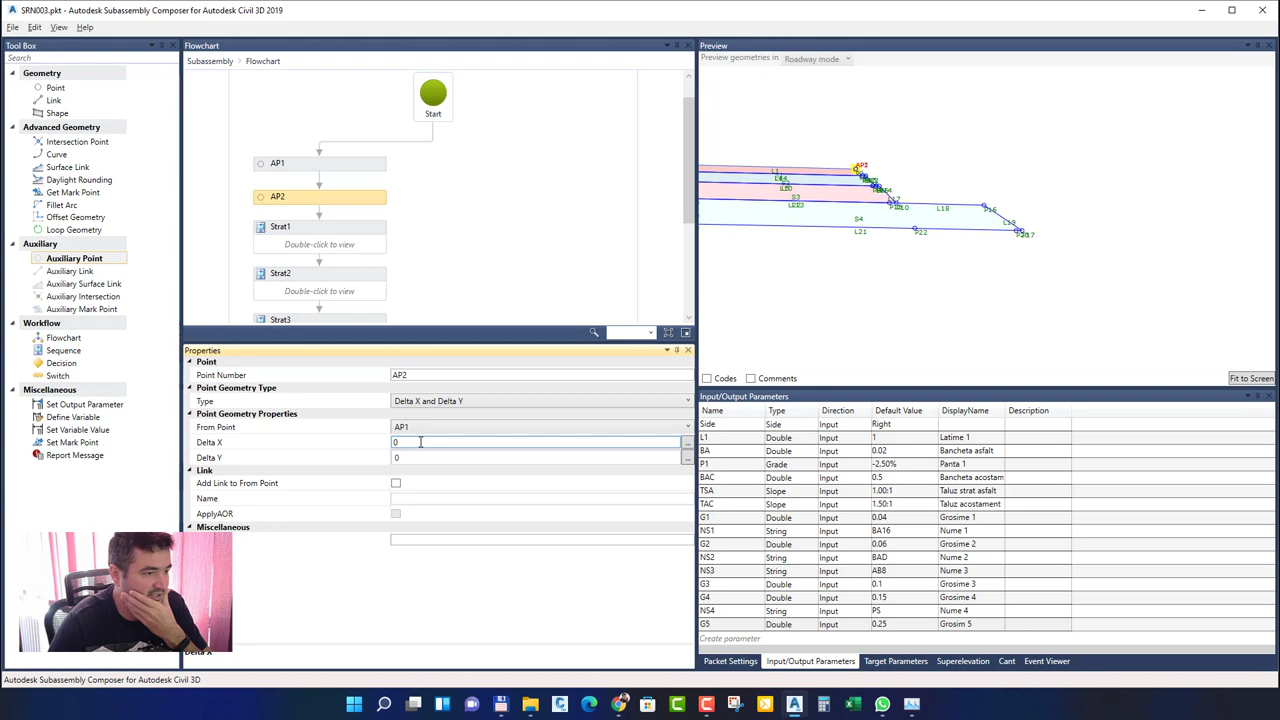 SRN003.pkt - Autodesk Subassembly Composer for Autodesk Civil 3D 2019
File Edit View Help
Tool Box
Search
Geometry
Point
Link
Shape
Advanced Geometry
Intersection Point
Curve
Surface Link
Daylight Rounding
Get Mark Point
Fillet Arc
Offset Geometry
Loop Geometry
Auxiliary
Auxiliary Point
Auxiliary Link
Auxiliary Surface Link
Auxiliary Intersection
Auxiliary Mark Point
Workflow
Flowchart
Sequence
Decision
Switch
Miscellaneous
Set Output Parameter
Define Variable
Set Variable Value
Set Mark Point
Report Message
Flowchart
Subassembly Flowchart
Start
AP1
AP2
Strat1
Double-click to view
Strat2
Double-click to view
Strat3
Properties
Point
Point Number AP2
Point Geometry Type
Type Delta X and Delta Y
Point Geometry Properties
From Point AP1
Delta X 0 ...
Delta Y 0 ...
Link
Add Link to From Point
Name
ApplyAOR
Miscellaneous
Delta X
Preview
Preview geometries in Roadway mode
L1
S3
L18
P16
L19
S4
L21
P22
Codes Comments Fit to Screen
Input/Output Parameters
Name Type Direction Default Value DisplayName Description
Side Side Input Right
L1 Double Input 1 Latime 1
BA Double Input 0.02 Bancheta asfalt
P1 Grade Input -2.50% Panta 1
BAC Double Input 0.5 Bancheta acostam
TSA Slope Input 1.00:1 Taluz strat asfalt
TAC Slope Input 1.50:1 Taluz acostament
G1 Double Input 0.04 Grosime 1
NS1 String Input BA16 Nume 1
G2 Double Input 0.06 Grosime 2
NS2 String Input BAD Nume 2
NS3 String Input AB8 Nume 3
G3 Double Input 0.1 Grosime 3
G4 Double Input 0.15 Grosime 4
NS4 String Input PS Nume 4
G5 Double Input 0.25 Grosim 5
Create parameter
Packet Settings Input/Output Parameters Target Parameters Superelevation Cant Event Viewer
Autodesk Subassembly Composer for Autodesk Civil 3D